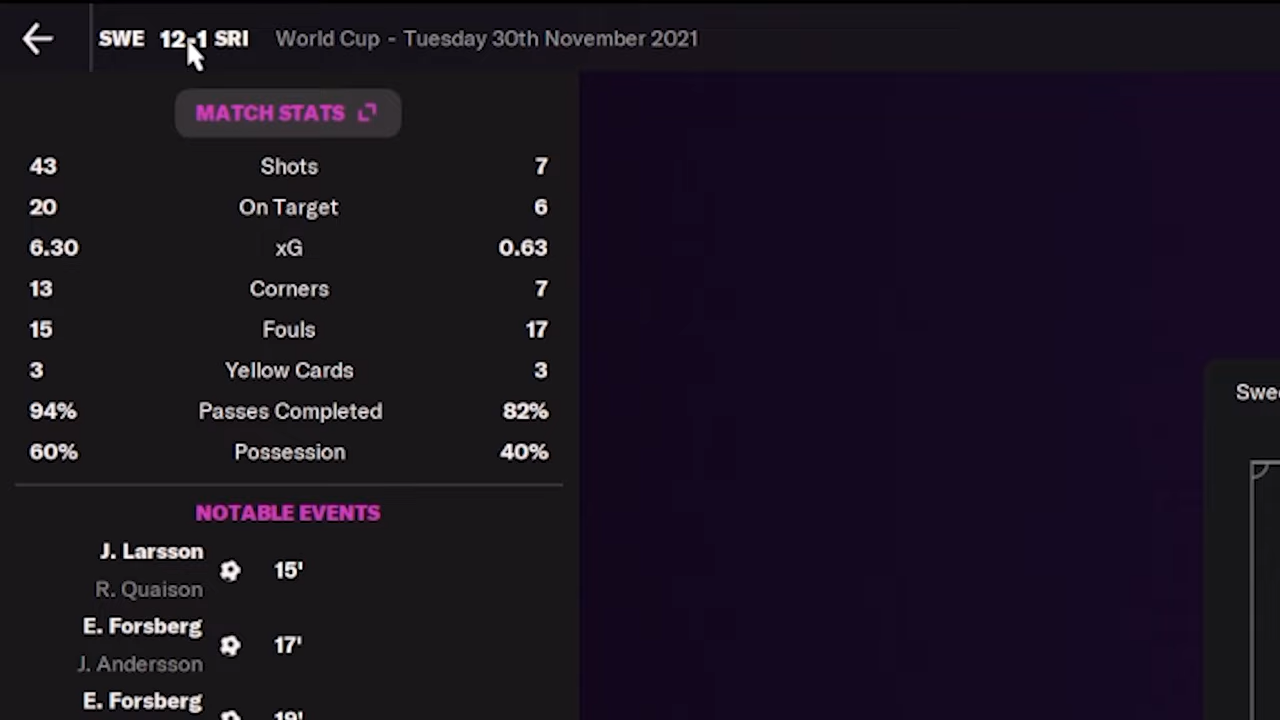 SWE 12-1 SRI World Cup - Tuesday 30th November 2021
MATCH STATS
43 Shots 7
20 On Target 6
6.30 xG 0.63
13 Corners 7
15 Fouls 17
3 Yellow Cards 3
94% Passes Completed 82%
60% Possession 40%
NOTABLE EVENTS
J. Larsson
15'
R. Quaison
E. Forsberg
17'
J. Andersson
E. Forsberg
19'